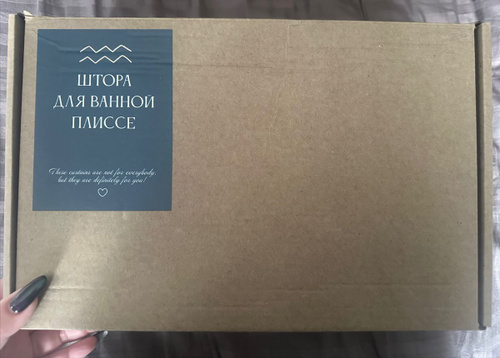 ШТОРА
ДЛЯ ВАННОЙ
ПЛИССЕ
These curtains are not for everybody,
but they are definitely for you!